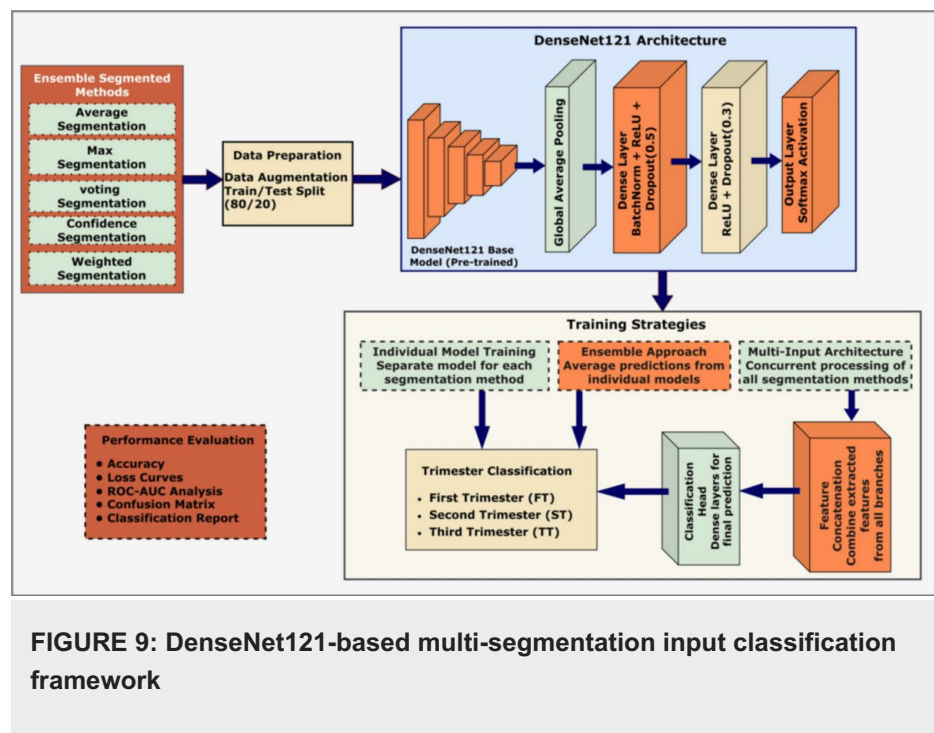 Ensemble Segmented
Methods
Average
Segmentation
Max
Segmentation
voting
Segmentation
Confidence
Segmentation
Weighted
Segmentation
Data Preparation
Data Augmentation
Train/Test Split
(80/20)
DenseNet121 Architecture
DenseNet121 Base
Model (Pre-trained)
Global Average Pooling
Dense Layer
BatchNorm + ReLU +
Dropout(0.5)
Dense Layer
ReLU + Dropout(0.3)
Output Layer
Softmax Activation
Training Strategies
Individual Model Training
Separate model for each
segmentation method
Ensemble Approach
Average predictions from
individual models
Multi-Input Architecture
Concurrent processing of
all segmentation methods
Feature
Concatenation
Combine extracted
features
from all branches
Classification
Head
Dense layers for
final prediction
Trimester Classification
• First Trimester (FT)
• Second Trimester (ST)
• Third Trimester (TT)
Performance Evaluation
• Accuracy
• Loss Curves
• ROC-AUC Analysis
• Confusion Matrix
• Classification Report
FIGURE 9: DenseNet121-based multi-segmentation input classification
framework